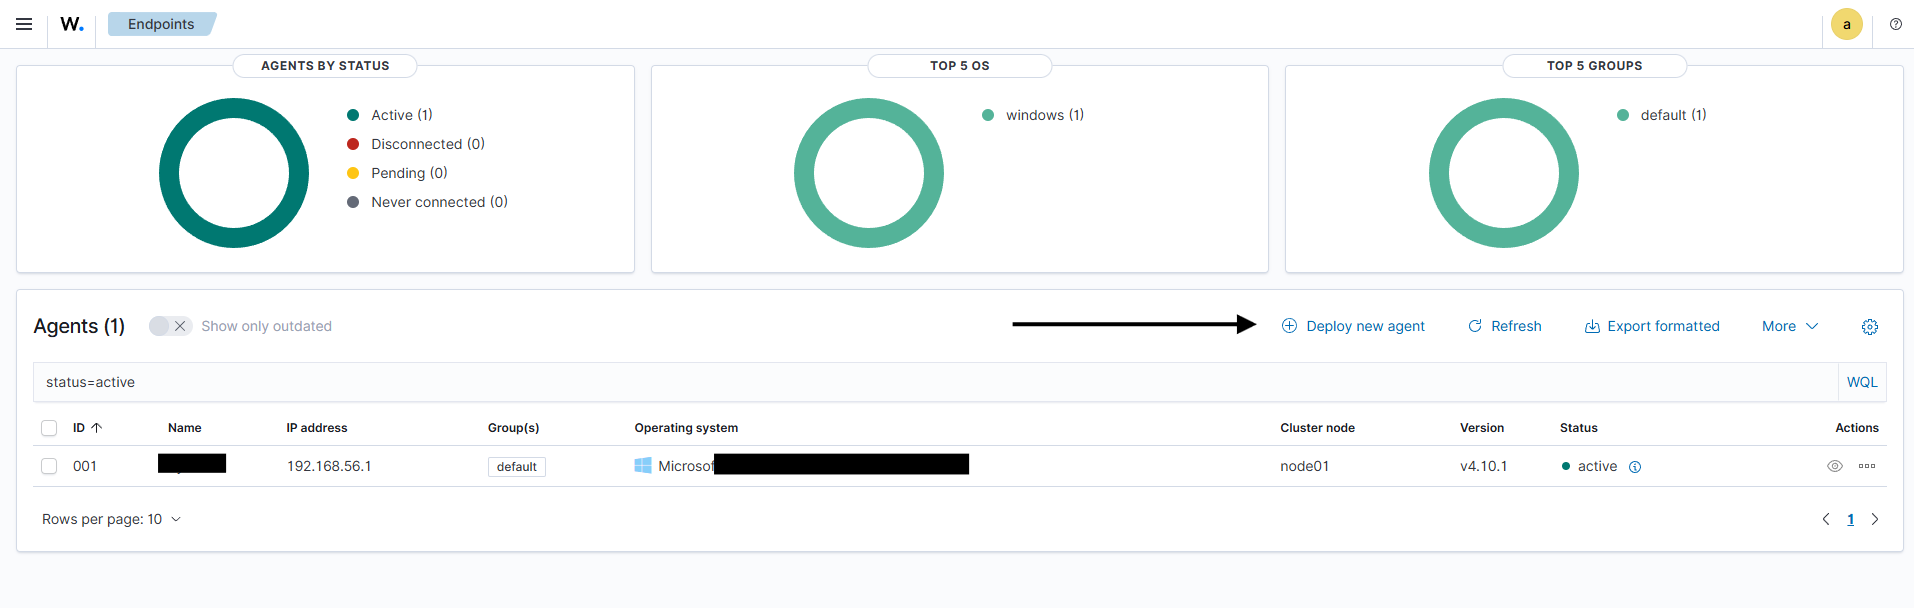 W. Endpoints a
AGENTS BY STATUS
Active (1)
Disconnected (0)
Pending (0)
Never connected (0)
TOP 5 OS
windows (1)
TOP 5 GROUPS
default (1)
Agents (1) Show only outdated Deploy new agent Refresh Export formatted More
status=active WQL
ID Name IP address Group(s) Operating system Cluster node Version Status Actions
001 192.168.56.1 default node01 v4.10.1 active
Rows per page: 10 1